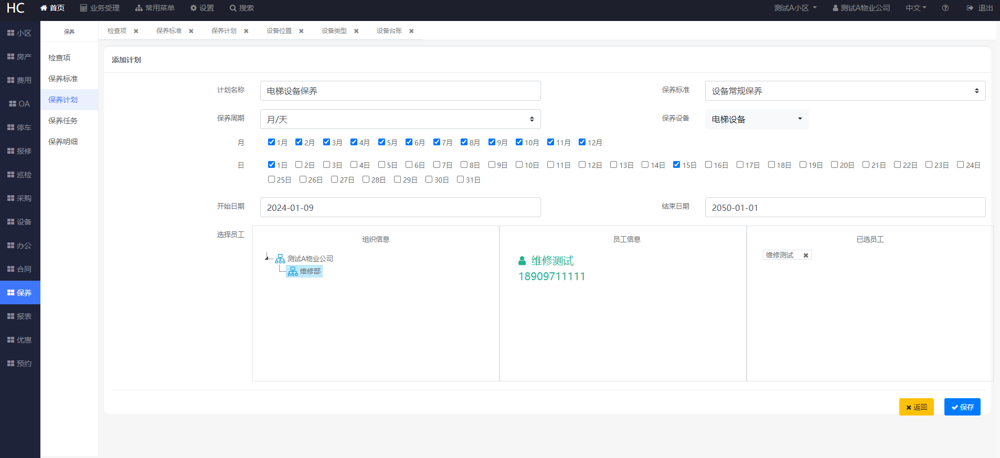 HC 首页 业务受理 常用菜单 设置 搜索 测试A小区 测试A物业公司 中文 退出
小区
房产
费用
OA
停车
报修
巡检
采购
设备
办公
合同
保养
报表
优惠
预约
保养
检查项
保养标准
保养计划
保养任务
保养明细
检查项 保养标准 保养计划 设备位置 设备类型 设备台账
添加计划
计划名称 电梯设备保养 保养标准 设备常规保养
保养周期 月/天 保养设备 电梯设备
月 1月 2月 3月 4月 5月 6月 7月 8月 9月 10月 11月 12月
日 1日 2日 3日 4日 5日 6日 7日 8日 9日 10日 11日 12日 13日 14日 15日 16日 17日 18日 19日 20日 21日 22日 23日 24日
25日 26日 27日 28日 29日 30日 31日
开始日期 2024-01-09 结束日期 2050-01-01
选择员工 组织信息 员工信息 已选员工
测试A物业公司
维修部
维修测试
18909711111
维修测试
返回 保存